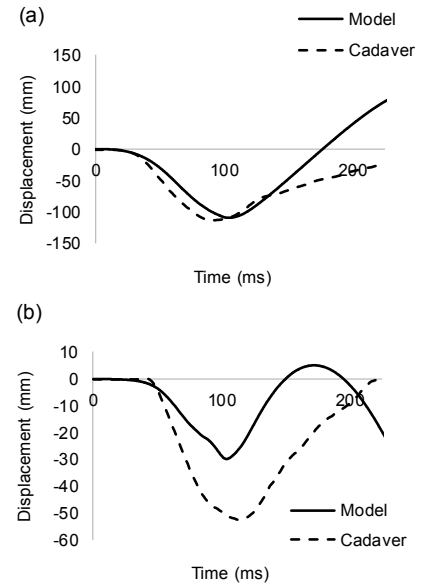 (a)
Model
Cadaver
150
100
50
0
-50
-100
-150
0
100
200
Displacement (mm)
Time (ms)
(b)
10
0
-10
-20
-30
-40
-50
-60
0
100
200
Displacement (mm)
Model
Cadaver
Time (ms)